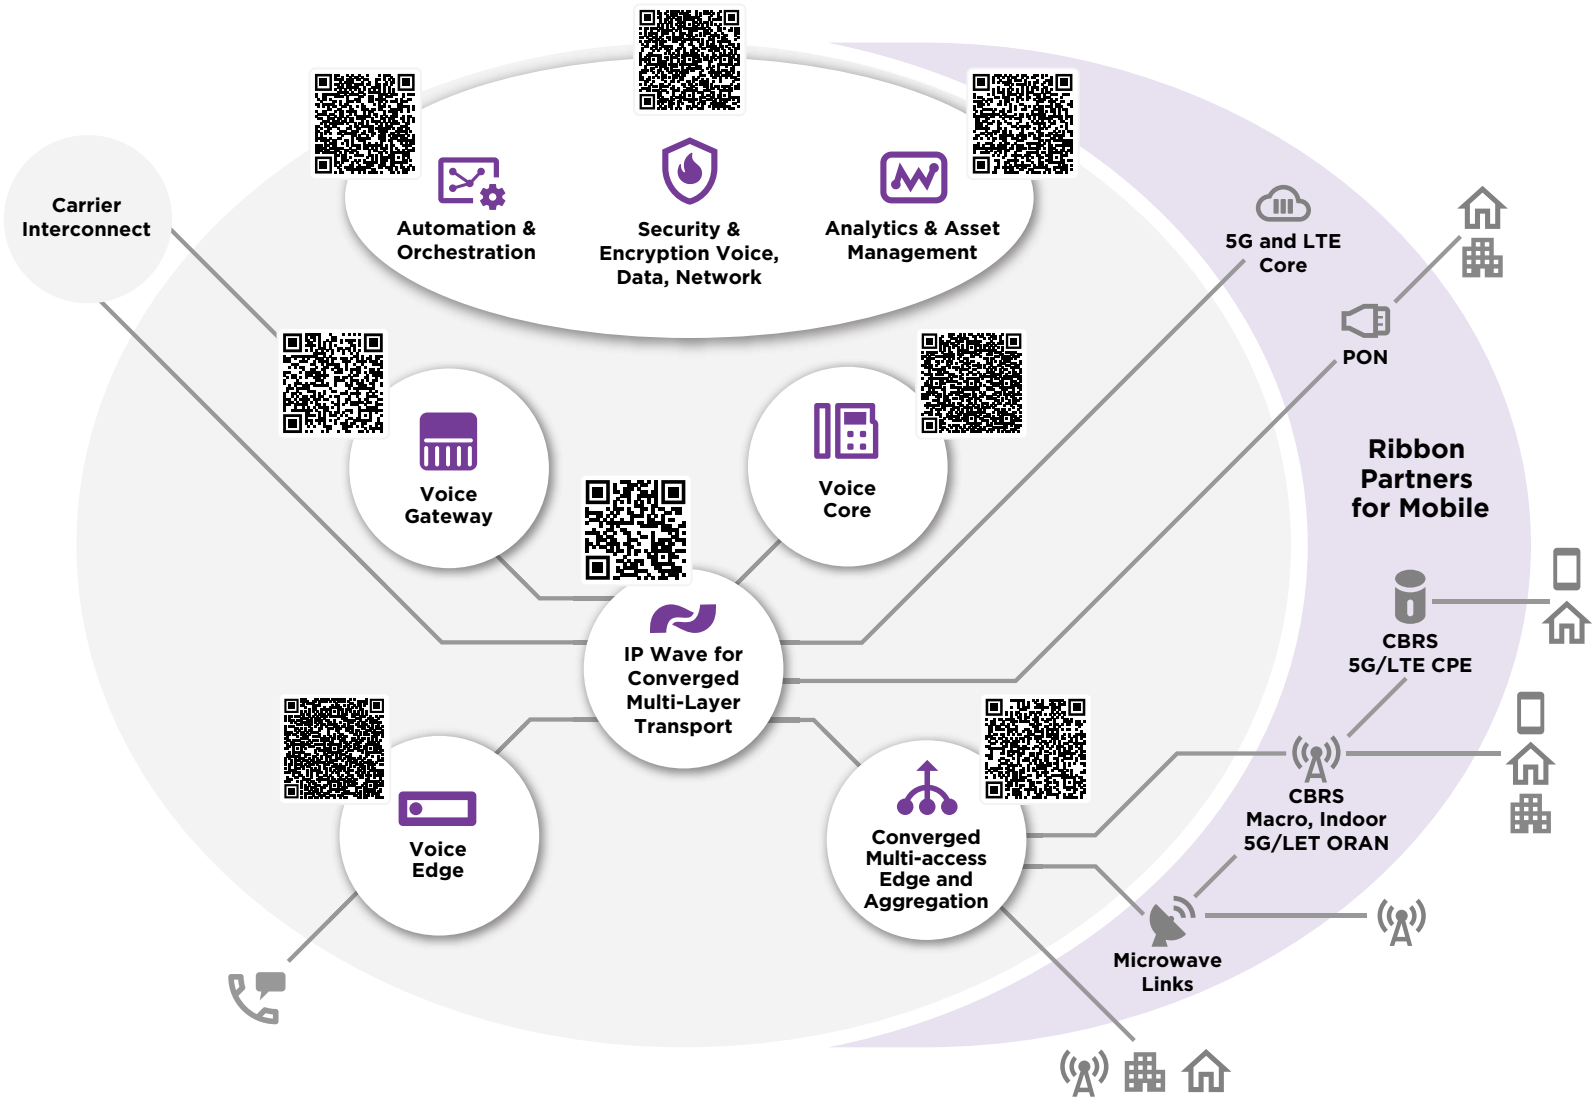 Carrier
Interconnect
Automation &
Orchestration
Security &
Encryption Voice,
Data, Network
Analytics & Asset
Management
5G and LTE
Core
PON
Ribbon
Partners
for Mobile
Voice
Gateway
Voice
Core
IP Wave for
Converged
Multi-Layer
Transport
CBRS
5G/LTE CPE
CBRS
Macro, Indoor
5G/LET ORAN
Voice
Edge
Converged
Multi-access
Edge and
Aggregation
Microwave
Links